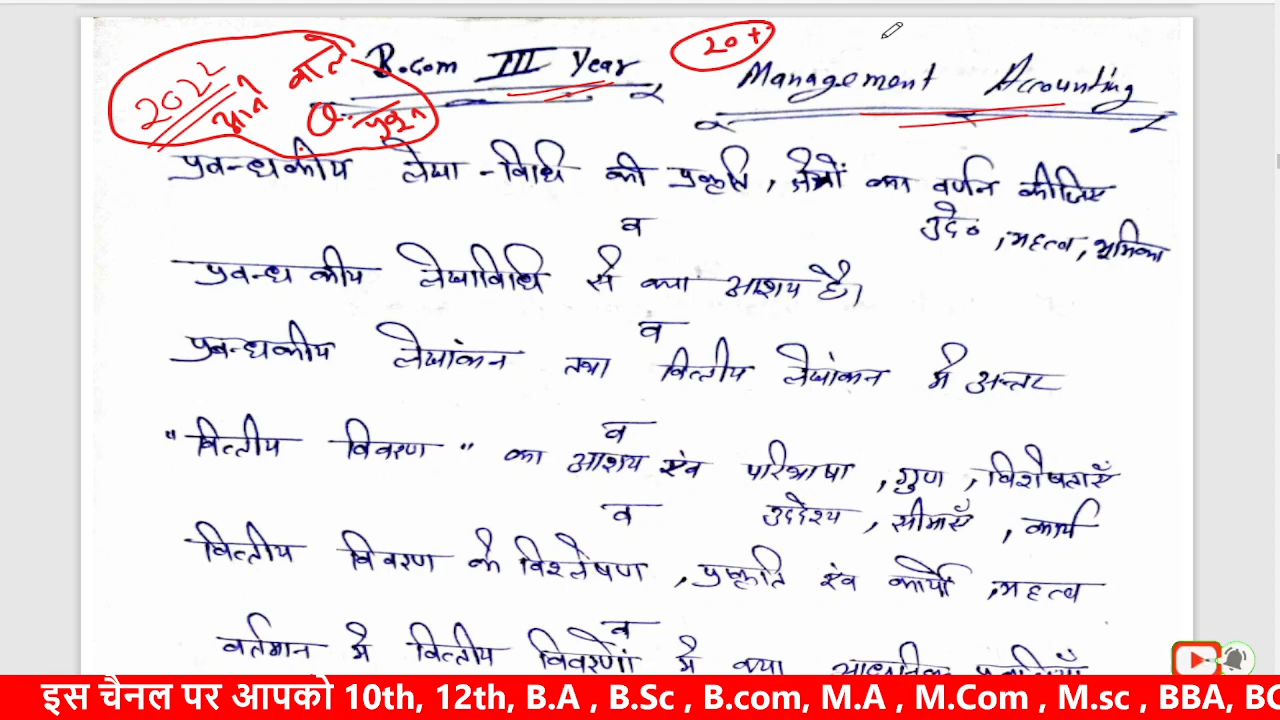 2022 आने वाले Q. प्रश्न
B.Com III Year
20+
Management Accounting
प्रबन्धकीय लेखा-विधि की प्रकृति, क्षेत्रों का वर्णन कीजिए
उद्दे० , महत्व, भूमिका
व
प्रबन्धकीय लेखाविधि से क्या आशय है।
व
प्रबन्धकीय लेखांकन तथा वित्तीय लेखांकन में अन्तर
व
"वित्तीय विवरण" का आशय एंव परिभाषा , गुण , विशेषताएँ
व उद्देश्य , सीमाएँ , कार्य
वित्तीय विवरण के विश्लेषण , प्रकृति एंव कार्यो , महत्व
व
वर्तमान में वित्तीय विवरणों में क्या आधुनिक प्रवृत्तियाँ
इस चैनल पर आपको 10th, 12th, B.A , B.Sc , B.com, M.A , M.Com , M.sc , BBA, BC